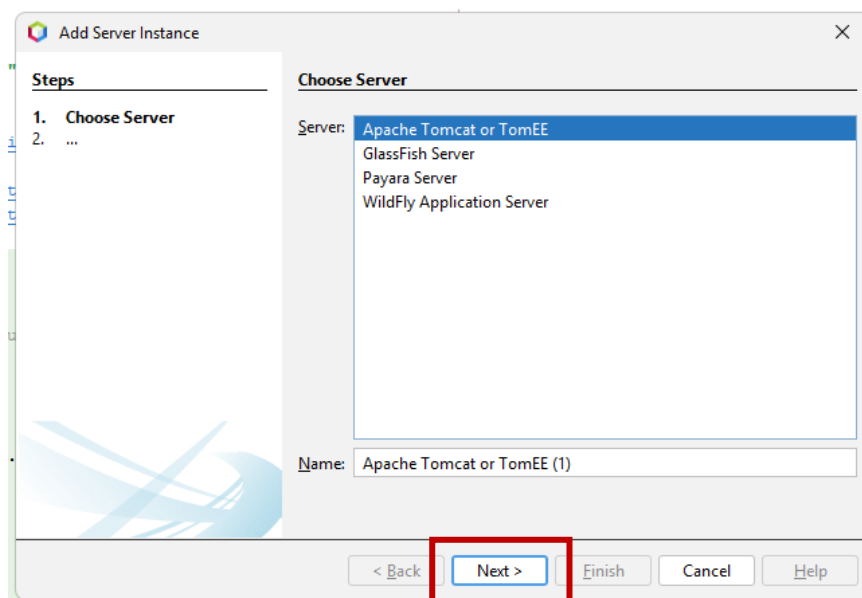 Add Server Instance
Steps
1. Choose Server
2. ...
Choose Server
Server:
Apache Tomcat or TomEE
GlassFish Server
Payara Server
WildFly Application Server
Name: Apache Tomcat or TomEE (1)
< Back Next > Finish Cancel Help